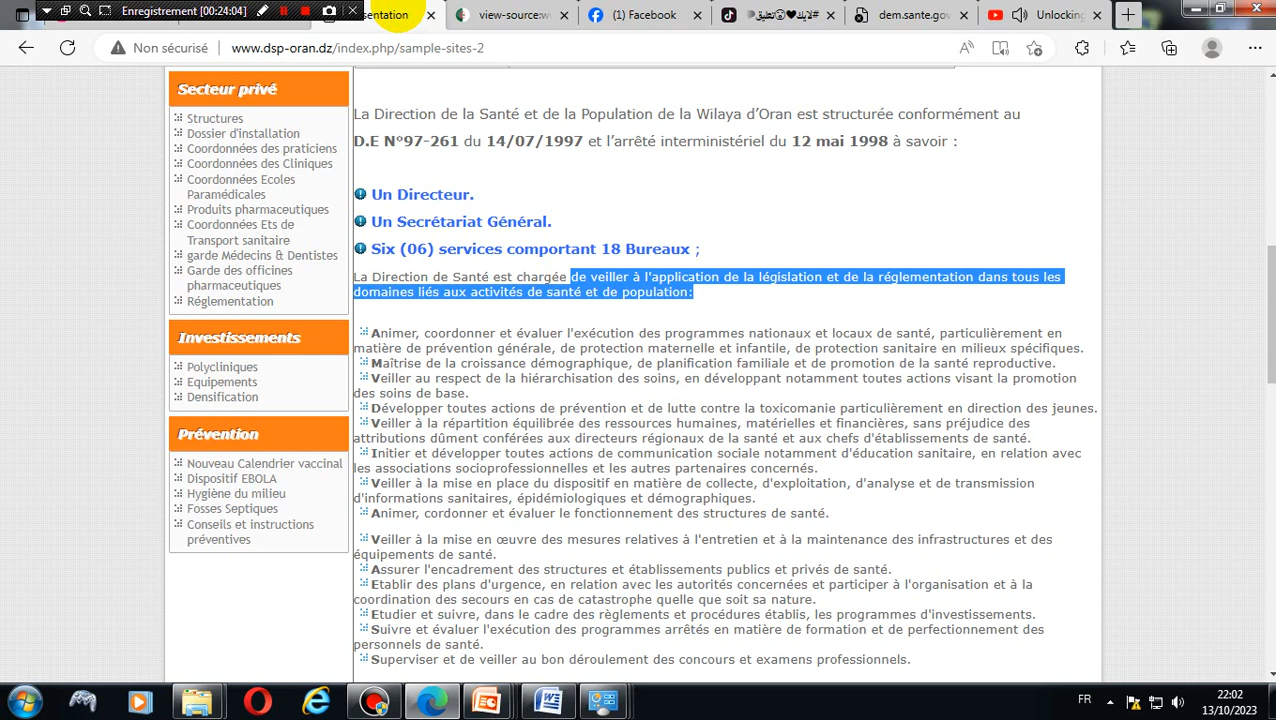 Enregistrement [00:24:04]
sentation
view-source:w
(1) Facebook
dem.sante.go
Unlocking
Non sécurisé
www.dsp-oran.dz/index.php/sample-sites-2
Secteur privé
Structures
Dossier d'installation
Coordonnées des praticiens
Coordonnées des Cliniques
Coordonnées Ecoles
Paramédicales
Produits pharmaceutiques
Coordonnées Ets de
Transport sanitaire
garde Médecins & Dentistes
Garde des officines
pharmaceutiques
Réglementation
Investissements
Polycliniques
Equipements
Densification
Prévention
Nouveau Calendrier vaccinal
Dispositif EBOLA
Hygiène du milieu
Fosses Septiques
Conseils et instructions
préventives
La Direction de la Santé et de la Population de la Wilaya d'Oran est structurée conformément au
D.E N°97-261 du 14/07/1997 et l'arrêté interministériel du 12 mai 1998 à savoir :
Un Directeur.
Un Secrétariat Général.
Six (06) services comportant 18 Bureaux ;
La Direction de Santé est chargée de veiller à l'application de la législation et de la réglementation dans tous les
domaines liés aux activités de santé et de population:
Animer, coordonner et évaluer l'exécution des programmes nationaux et locaux de santé, particulièrement en
matière de prévention générale, de protection maternelle et infantile, de protection sanitaire en milieux spécifiques.
Maîtrise de la croissance démographique, de planification familiale et de promotion de la santé reproductive.
Veiller au respect de la hiérarchisation des soins, en développant notamment toutes actions visant la promotion
des soins de base.
Développer toutes actions de prévention et de lutte contre la toxicomanie particulièrement en direction des jeunes.
Veiller à la répartition équilibrée des ressources humaines, matérielles et financières, sans préjudice des
attributions dûment conférées aux directeurs régionaux de la santé et aux chefs d'établissements de santé.
Initier et développer toutes actions de communication sociale notamment d'éducation sanitaire, en relation avec
les associations socioprofessionnelles et les autres partenaires concernés.
Veiller à la mise en place du dispositif en matière de collecte, d'exploitation, d'analyse et de transmission
d'informations sanitaires, épidémiologiques et démographiques.
Animer, cordonner et évaluer le fonctionnement des structures de santé.
Veiller à la mise en œuvre des mesures relatives à l'entretien et à la maintenance des infrastructures et des
équipements de santé.
Assurer l'encadrement des structures et établissements publics et privés de santé.
Etablir des plans d'urgence, en relation avec les autorités concernées et participer à l'organisation et à la
coordination des secours en cas de catastrophe quelle que soit sa nature.
Etudier et suivre, dans le cadre des règlements et procédures établis, les programmes d'investissements.
Suivre et évaluer l'exécution des programmes arrêtés en matière de formation et de perfectionnement des
personnels de santé.
Superviser et de veiller au bon déroulement des concours et examens professionnels.
FR
22:02
13/10/2023